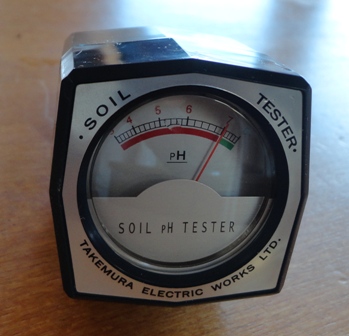 · SOIL TESTER ·
4 5 6 7
pH
SOIL pH TESTER
TAKEMURA ELECTRIC WORKS LTD.